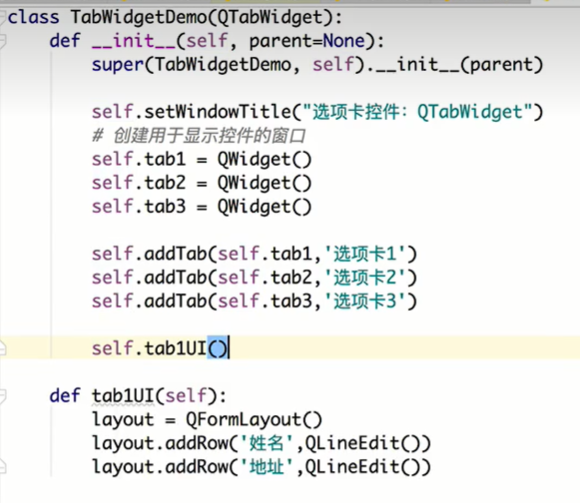 class TabWidgetDemo(QTabWidget):
    def __init__(self, parent=None):
        super(TabWidgetDemo, self).__init__(parent)

        self.setWindowTitle("选项卡控件：QTabWidget")
        # 创建用于显示控件的窗口
        self.tab1 = QWidget()
        self.tab2 = QWidget()
        self.tab3 = QWidget()

        self.addTab(self.tab1,'选项卡1')
        self.addTab(self.tab2,'选项卡2')
        self.addTab(self.tab3,'选项卡3')

        self.tab1UI()

    def tab1UI(self):
        layout = QFormLayout()
        layout.addRow('姓名',QLineEdit())
        layout.addRow('地址',QLineEdit())